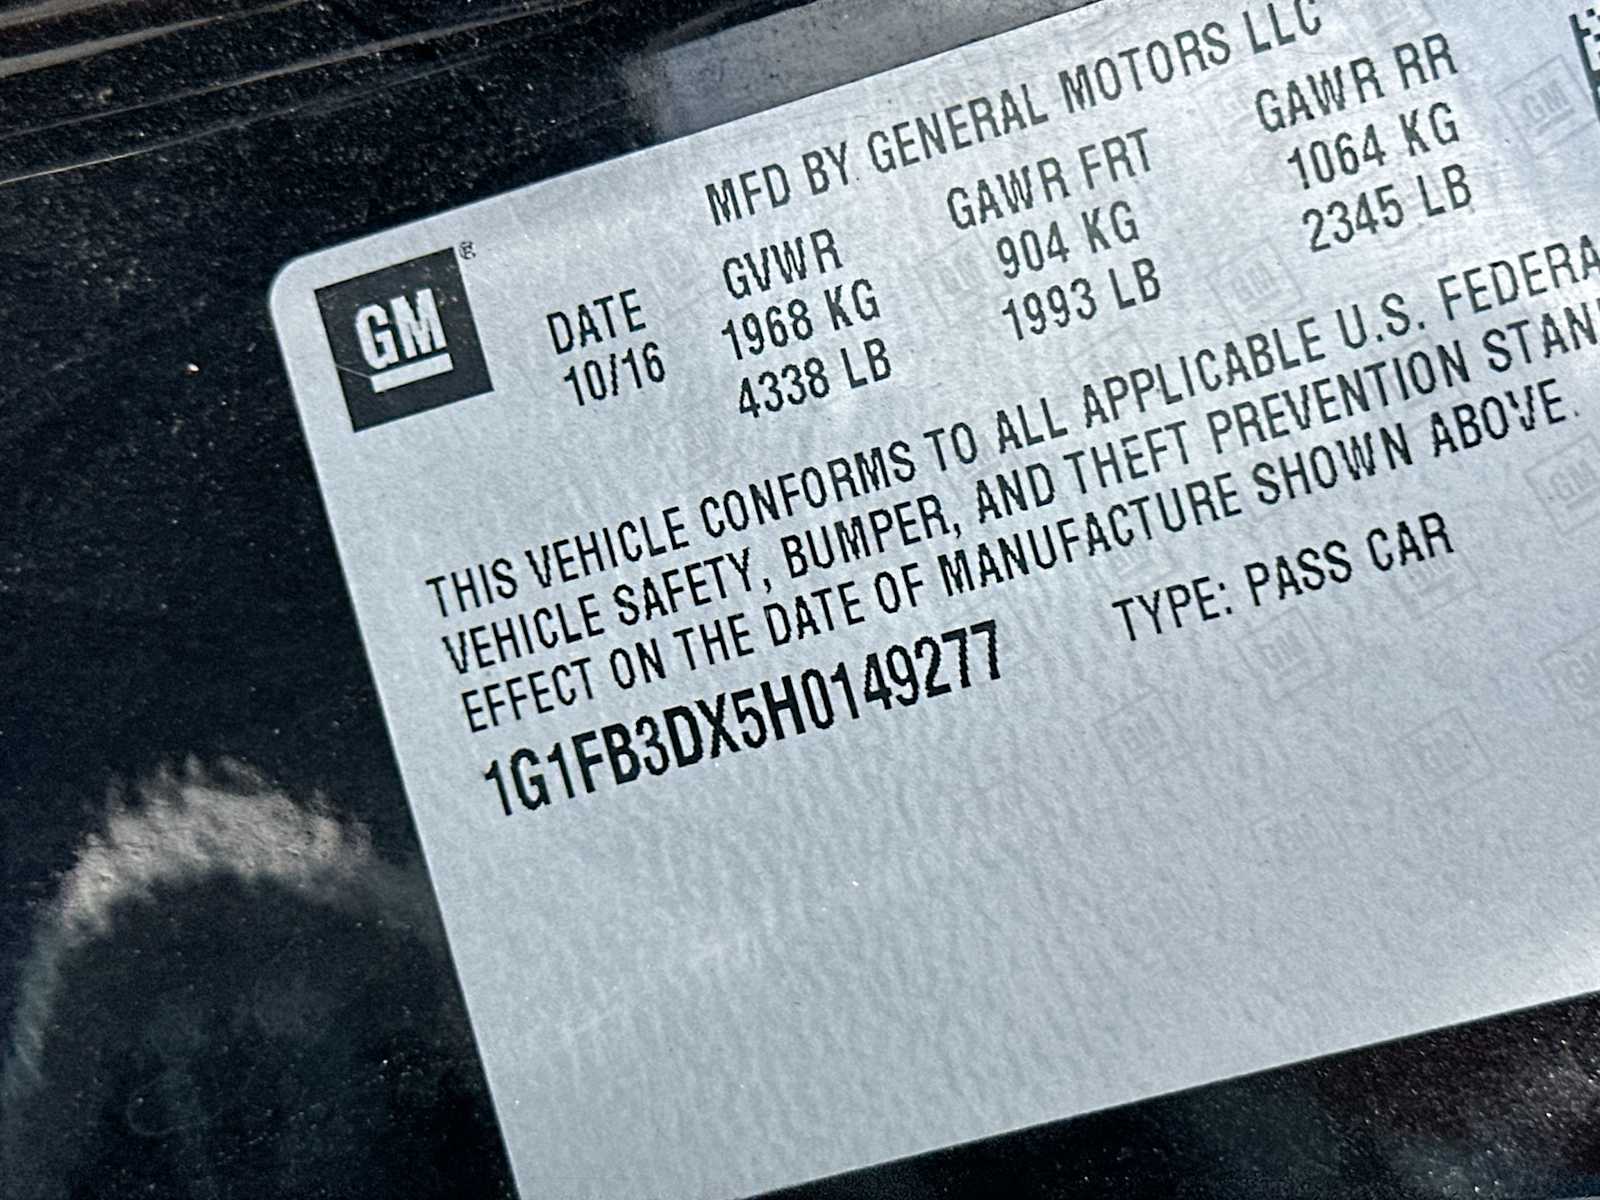 MFD BY GENERAL MOTORS LLC
GM®
DATE GVWR GAWR FRT GAWR RR
10/16 1968 KG 904 KG 1064 KG
4338 LB 1993 LB 2345 LB
THIS VEHICLE CONFORMS TO ALL APPLICABLE U.S. FEDERA
VEHICLE SAFETY, BUMPER, AND THEFT PREVENTION STAN
EFFECT ON THE DATE OF MANUFACTURE SHOWN ABOVE.
1G1FB3DX5H0149277 TYPE: PASS CAR